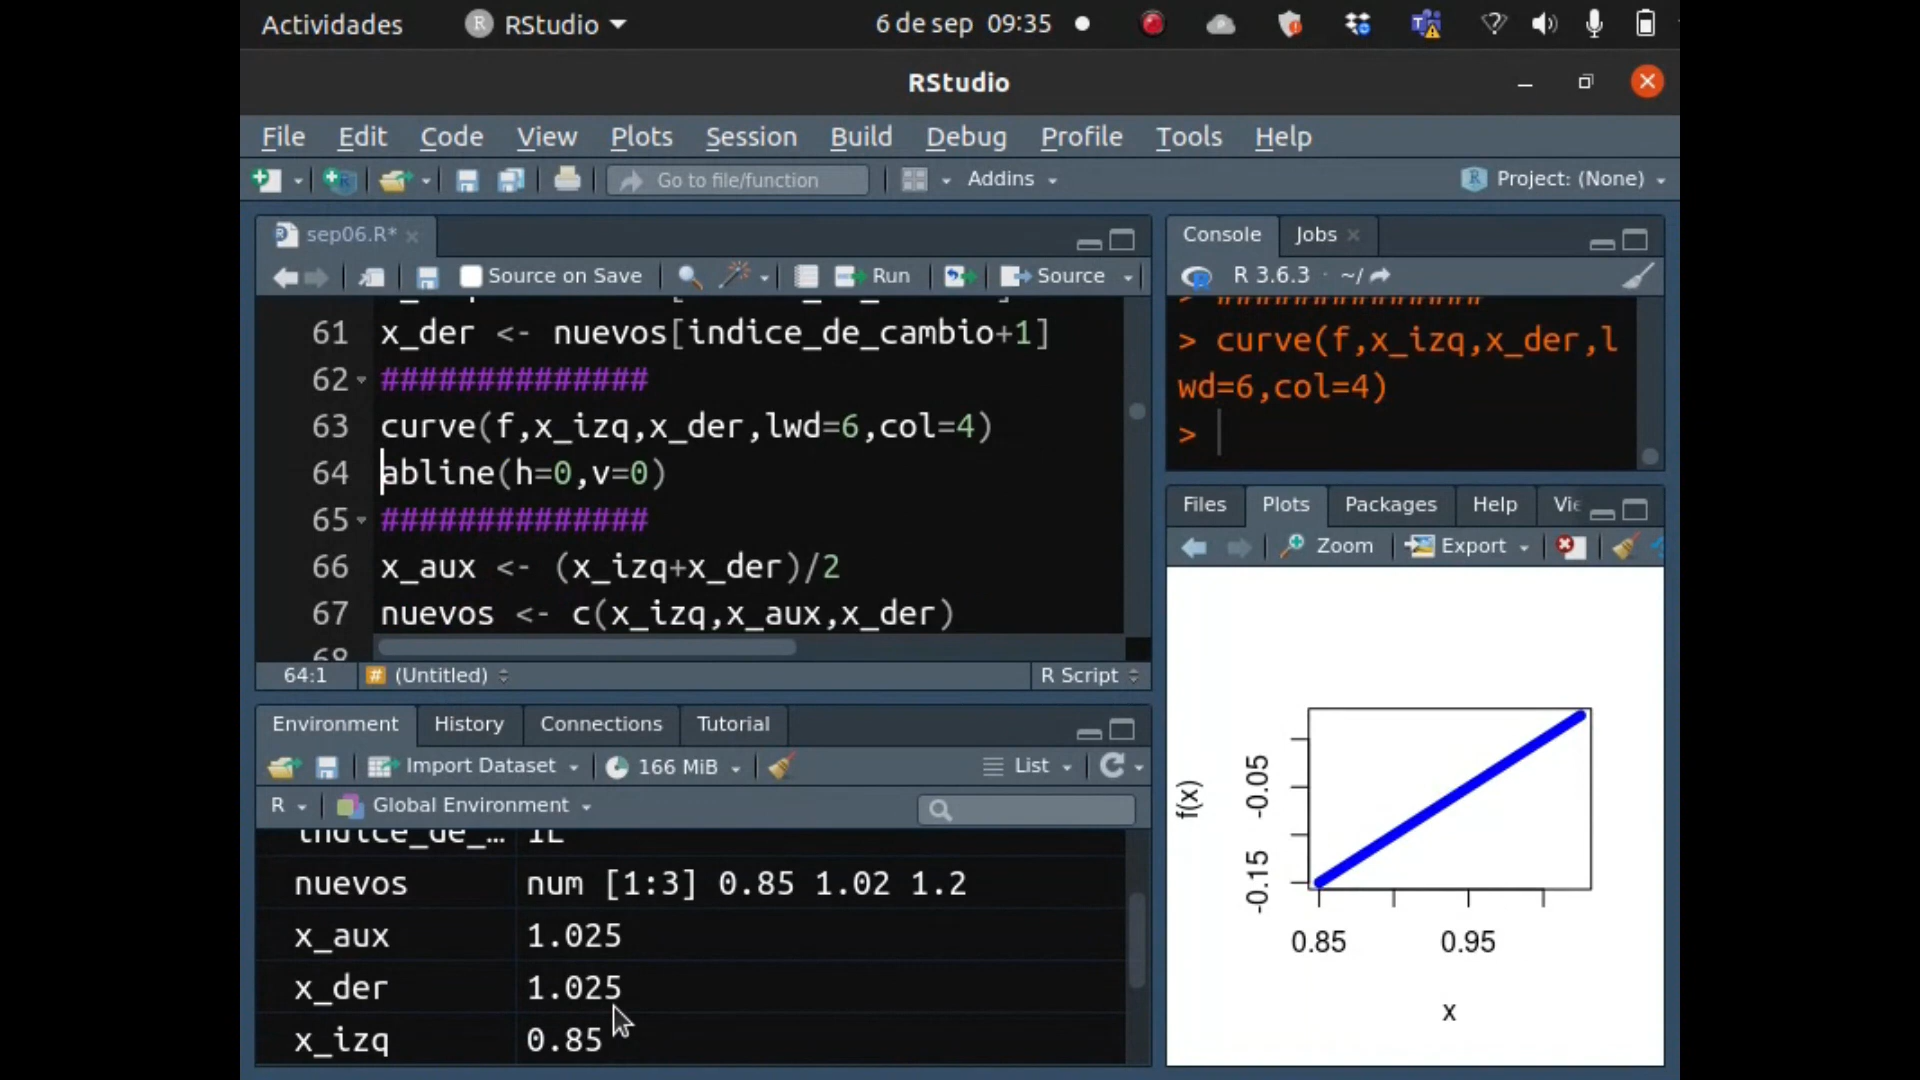 Actividades
RStudio
6 de sep 09:35
RStudio
File Edit Code View Plots Session Build Debug Profile Tools Help
Go to file/function
Addins
Project: (None)
sep06.R*
Source on Save
Run
Source
61 x_der <- nuevos[indice_de_cambio+1]
62 ##############
63 curve(f,x_izq,x_der,lwd=6,col=4)
64 abline(h=0,v=0)
65 ##############
66 x_aux <- (x_izq+x_der)/2
67 nuevos <- c(x_izq,x_aux,x_der)
68
64:1
(Untitled)
R Script
Environment History Connections Tutorial
Import Dataset
166 MiB
List
R
Global Environment
indice_de_... 1L
nuevos num [1:3] 0.85 1.02 1.2
x_aux 1.025
x_der 1.025
x_izq 0.85
Console Jobs
R 3.6.3 · ~/
> curve(f,x_izq,x_der,l
wd=6,col=4)
>
Files Plots Packages Help Vie
Zoom
Export
f(x)
-0.05
-0.15
0.85 0.95
x